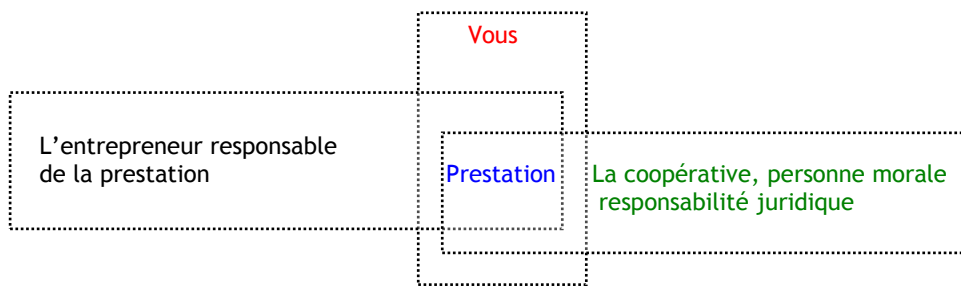 Vous
L’entrepreneur responsable
de la prestation
Prestation
La coopérative, personne morale
responsabilité juridique